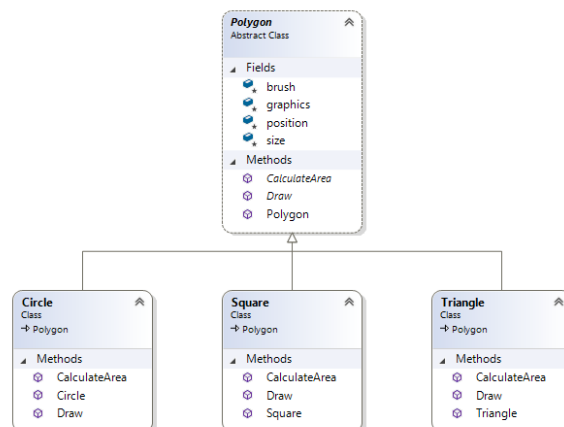 Polygon
Abstract Class
Fields
brush
graphics
position
size
Methods
CalculateArea
Draw
Polygon
Circle
Class
Polygon
Methods
CalculateArea
Circle
Draw
Square
Class
Polygon
Methods
CalculateArea
Draw
Square
Triangle
Class
Polygon
Methods
CalculateArea
Draw
Triangle